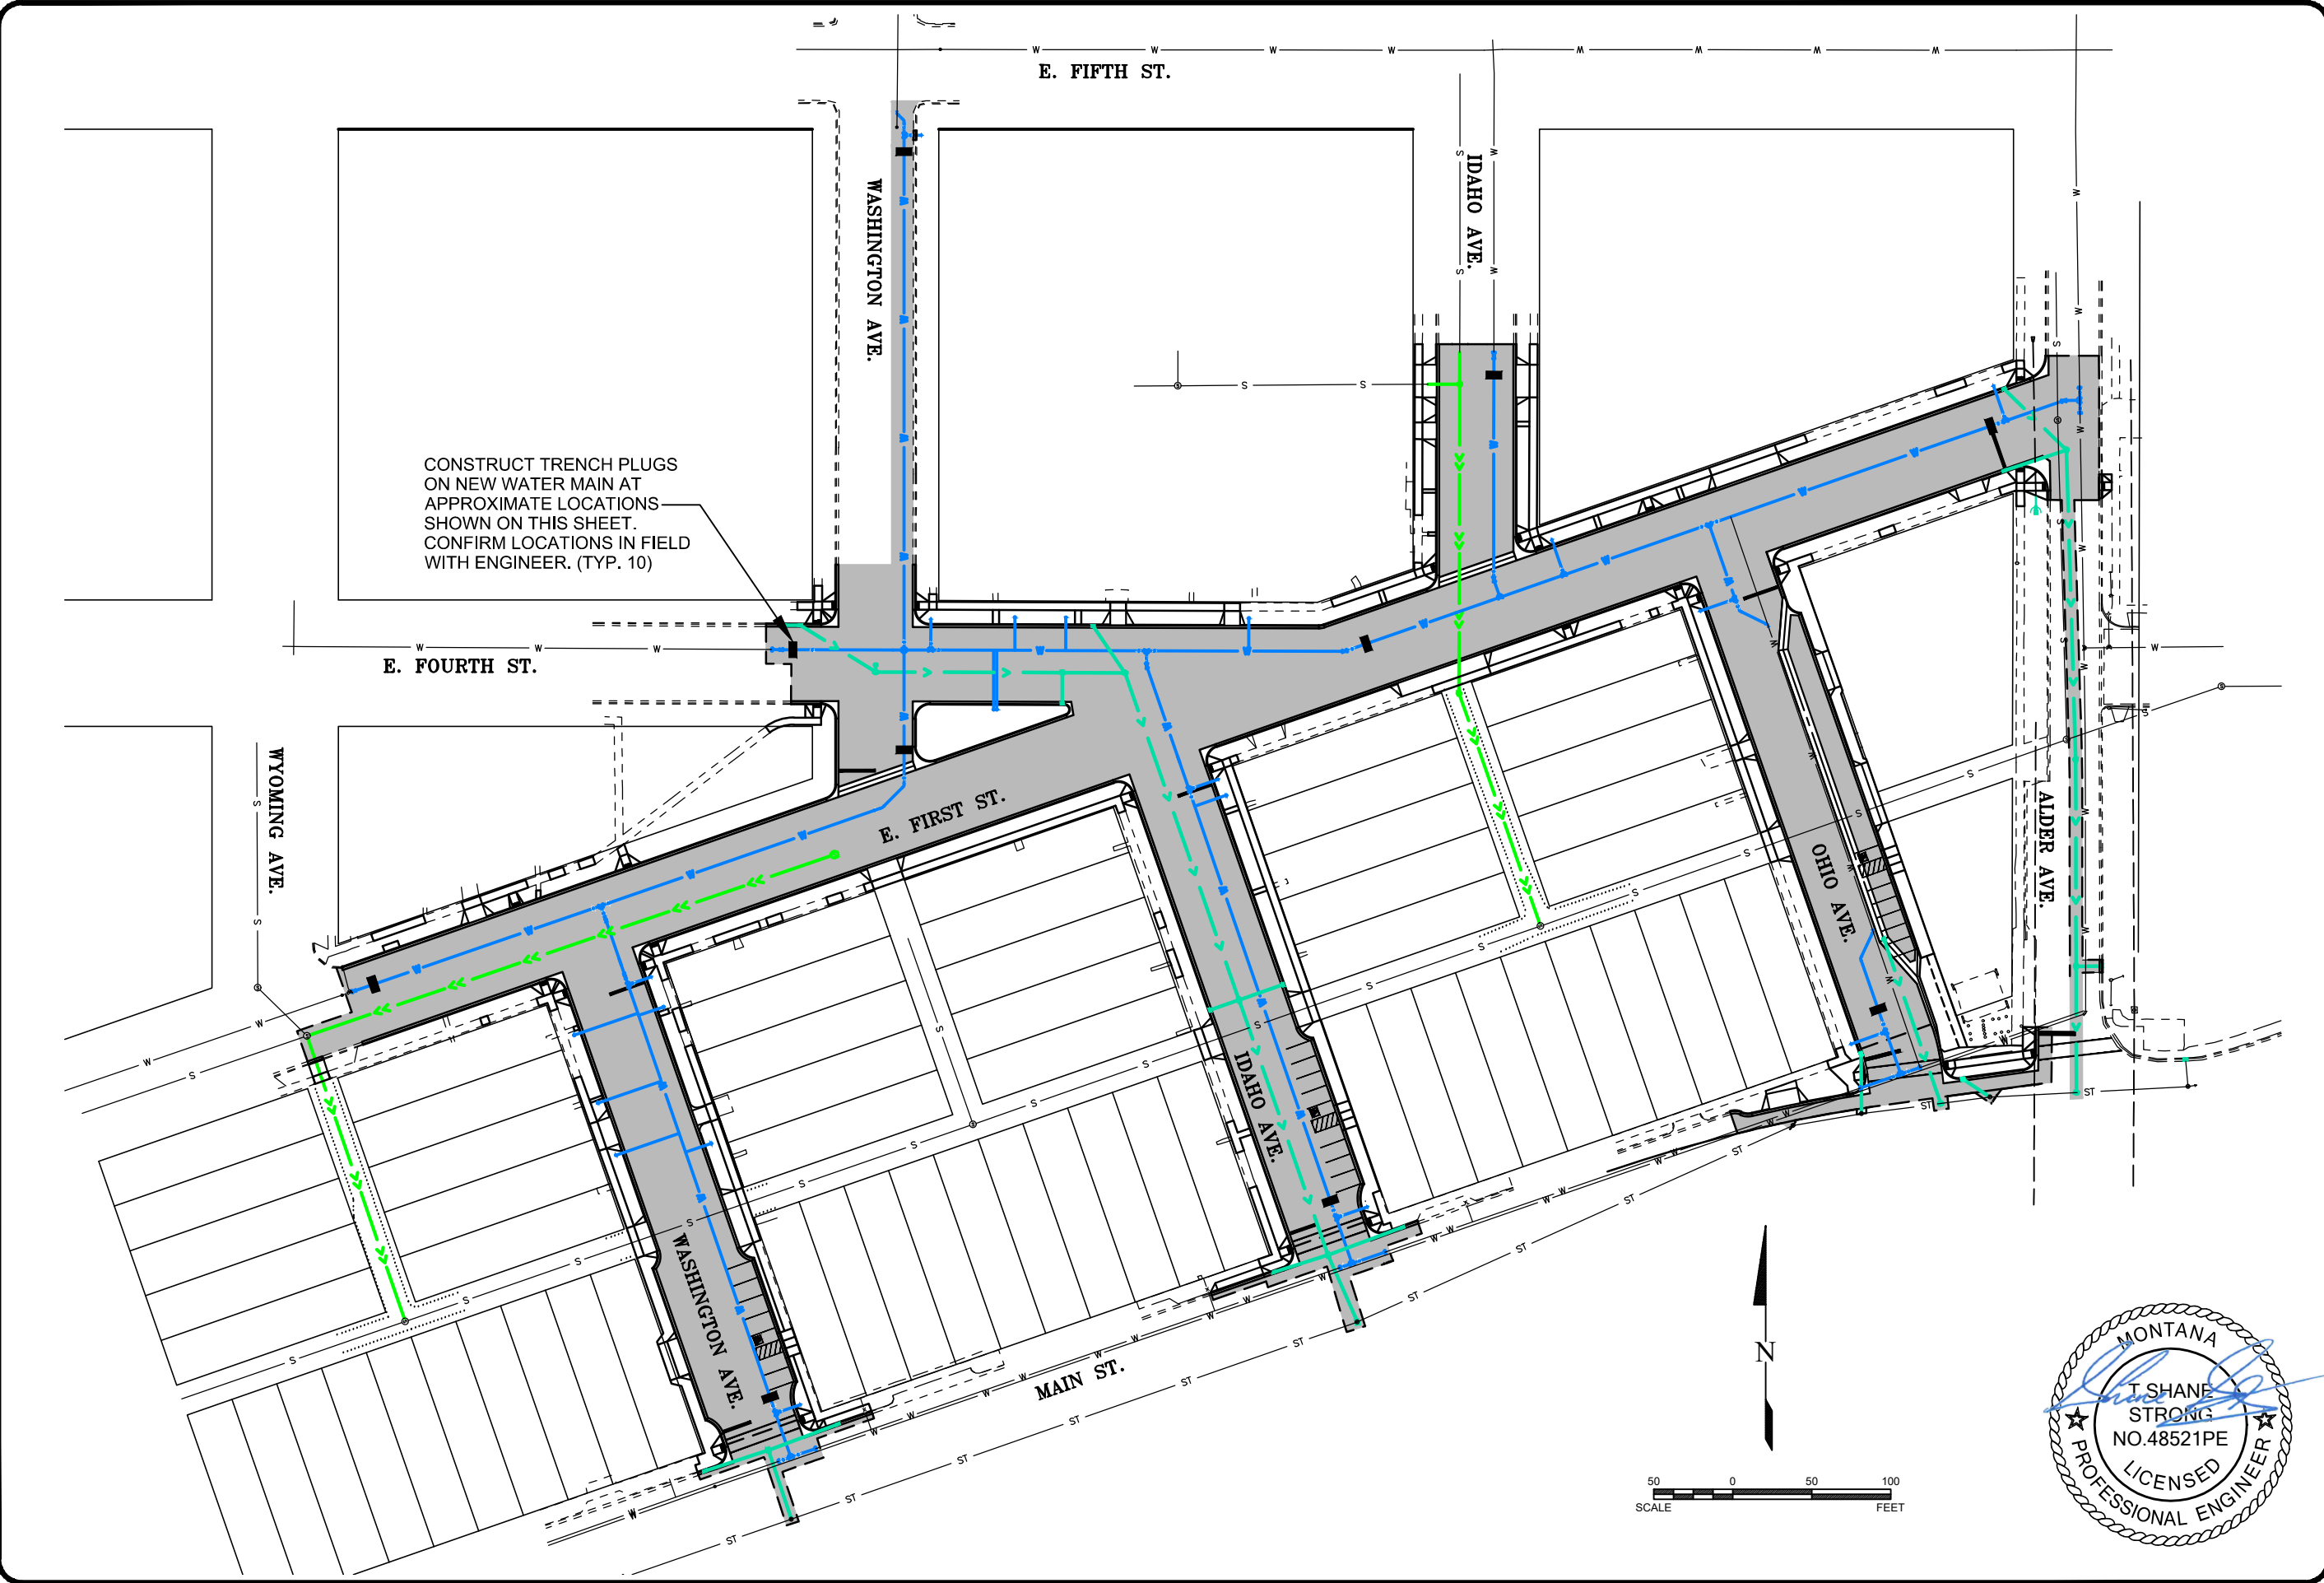 E. FIFTH ST.
WASHINGTON AVE.
IDAHO AVE.
CONSTRUCT TRENCH PLUGS
ON NEW WATER MAIN AT
APPROXIMATE LOCATIONS
SHOWN ON THIS SHEET.
CONFIRM LOCATIONS IN FIELD
WITH ENGINEER. (TYP. 10)
E. FOURTH ST.
WYOMING AVE.
E. FIRST ST.
OHIO AVE.
ALDER AVE.
IDAHO AVE.
WASHINGTON AVE.
MAIN ST.
N
50 0 50 100
SCALE FEET
MONTANA
T SHANE
STRONG
NO.48521PE
LICENSED
PROFESSIONAL ENGINEER